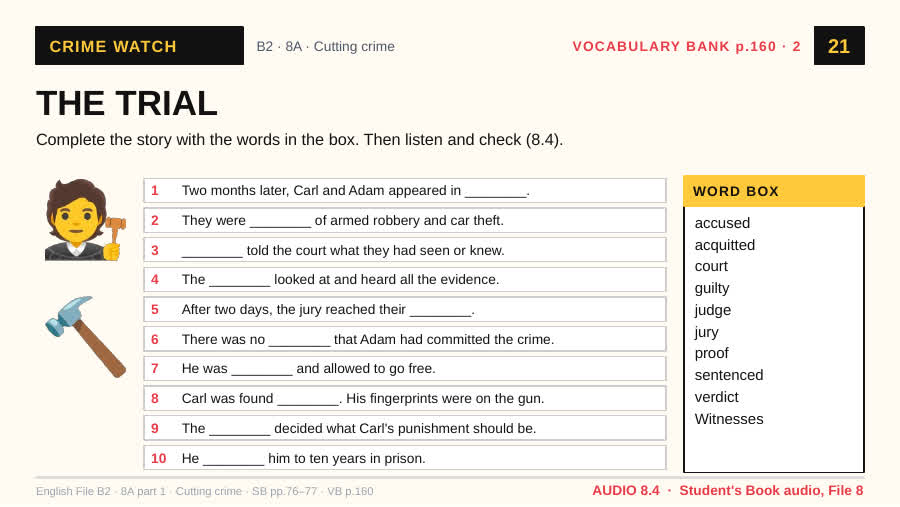 CRIME WATCH
B2 · 8A · Cutting crime
VOCABULARY BANK p.160 · 2
21
THE TRIAL
Complete the story with the words in the box. Then listen and check (8.4).
1 Two months later, Carl and Adam appeared in ________.
2 They were ________ of armed robbery and car theft.
3 ________ told the court what they had seen or knew.
4 The ________ looked at and heard all the evidence.
5 After two days, the jury reached their ________.
6 There was no ________ that Adam had committed the crime.
7 He was ________ and allowed to go free.
8 Carl was found ________. His fingerprints were on the gun.
9 The ________ decided what Carl's punishment should be.
10 He ________ him to ten years in prison.
WORD BOX
accused
acquitted
court
guilty
judge
jury
proof
sentenced
verdict
Witnesses
English File B2 · 8A part 1 · Cutting crime · SB pp.76–77 · VB p.160
AUDIO 8.4 · Student's Book audio, File 8